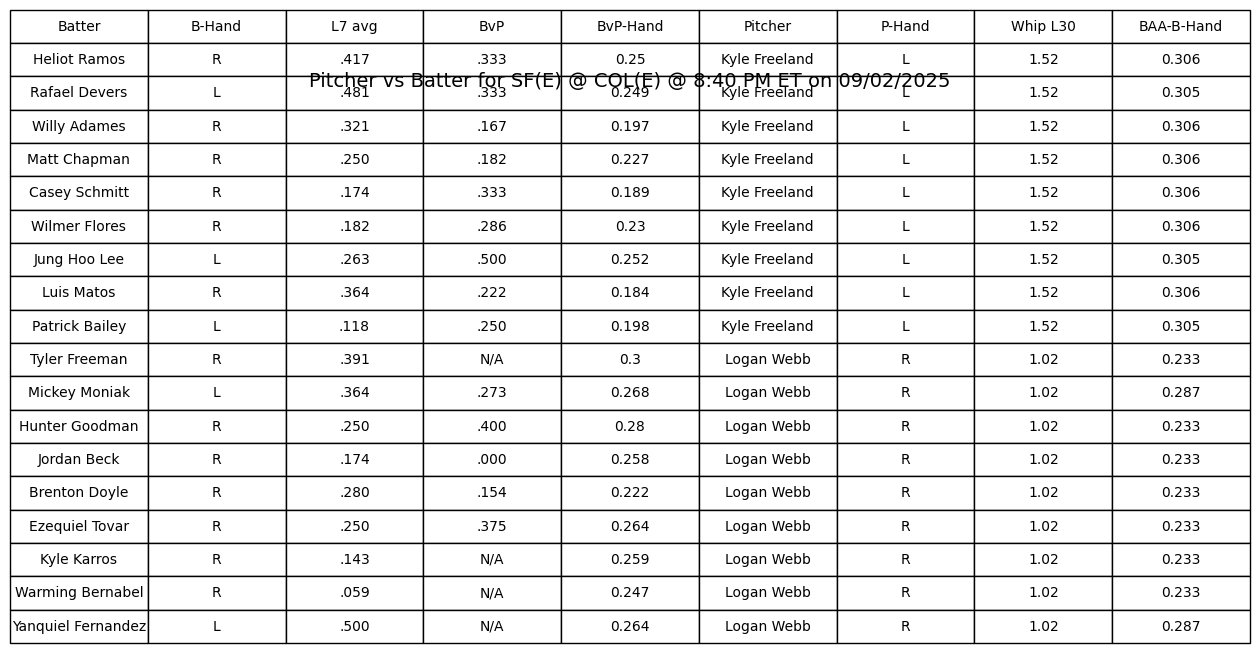 Batter B-Hand L7 avg BvP BvP-Hand Pitcher P-Hand Whip L30 BAA-B-Hand
Heliot Ramos R .417 .333 0.25 Kyle Freeland L 1.52 0.306
Pitcher vs Batter for SF(E) @ COL(E) @ 8:40 PM ET on 09/02/2025
Rafael Devers L .481 .333 0.249 Kyle Freeland L 1.52 0.305
Willy Adames R .321 .167 0.197 Kyle Freeland L 1.52 0.306
Matt Chapman R .250 .182 0.227 Kyle Freeland L 1.52 0.306
Casey Schmitt R .174 .333 0.189 Kyle Freeland L 1.52 0.306
Wilmer Flores R .182 .286 0.23 Kyle Freeland L 1.52 0.306
Jung Hoo Lee L .263 .500 0.252 Kyle Freeland L 1.52 0.305
Luis Matos R .364 .222 0.184 Kyle Freeland L 1.52 0.306
Patrick Bailey L .118 .250 0.198 Kyle Freeland L 1.52 0.305
Tyler Freeman R .391 N/A 0.3 Logan Webb R 1.02 0.233
Mickey Moniak L .364 .273 0.268 Logan Webb R 1.02 0.287
Hunter Goodman R .250 .400 0.28 Logan Webb R 1.02 0.233
Jordan Beck R .174 .000 0.258 Logan Webb R 1.02 0.233
Brenton Doyle R .280 .154 0.222 Logan Webb R 1.02 0.233
Ezequiel Tovar R .250 .375 0.264 Logan Webb R 1.02 0.233
Kyle Karros R .143 N/A 0.259 Logan Webb R 1.02 0.233
Warming Bernabel R .059 N/A 0.247 Logan Webb R 1.02 0.233
Yanquiel Fernandez L .500 N/A 0.264 Logan Webb R 1.02 0.287